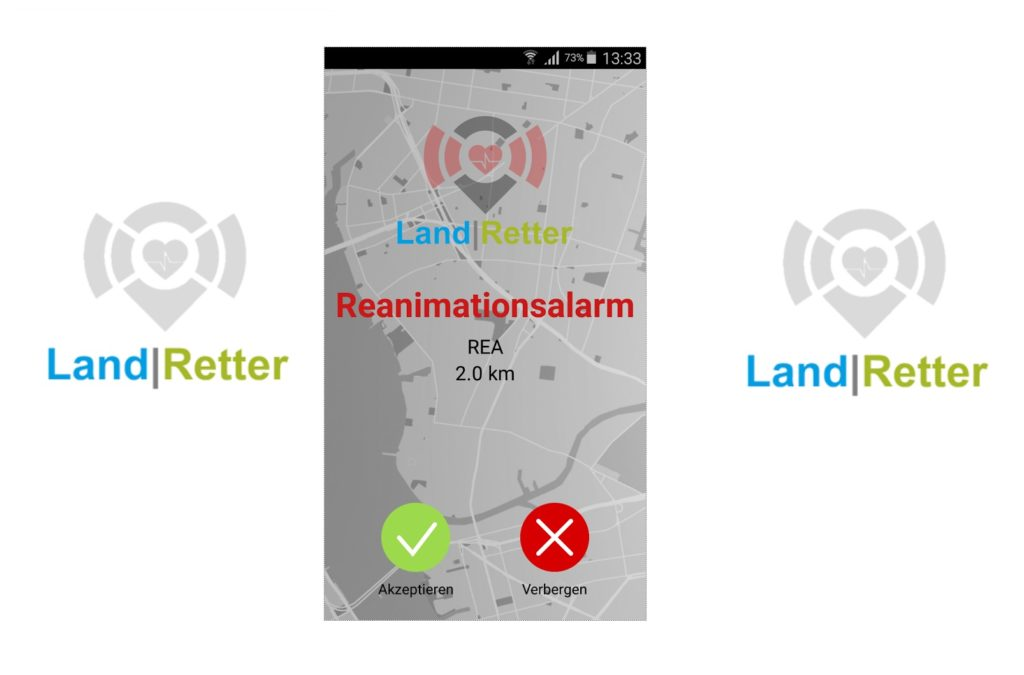 73% 13:33
Land|Retter
Reanimationsalarm
REA
2.0 km
Akzeptieren
Verbergen
Land|Retter
Land|Retter